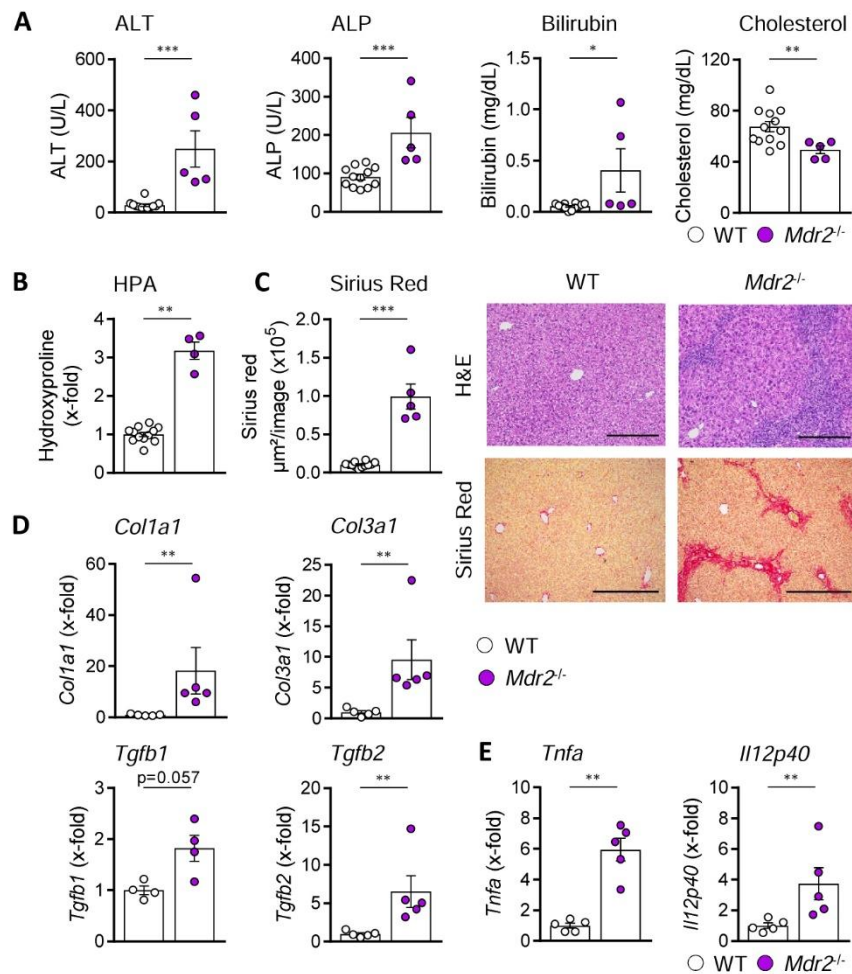 A
ALT
ALT (U/L)
600
400
200
0
***
ALP
ALP (U/L)
400
300
200
100
0
***
Bilirubin
Bilirubin (mg/dL)
1.5
1.0
0.5
0.0
*
Cholesterol
Cholesterol (mg/dL)
120
80
40
0
**
WT Mdr2-/-
B
HPA
Hydroxyproline
(x-fold)
4
3
2
1
0
**
C
Sirius Red
Sirius red
µm²/image (x10⁵)
2.0
1.5
1.0
0.5
0.0
***
WT
Mdr2-/-
H&E
Sirius Red
D
Col1a1
Col1a1 (x-fold)
60
40
20
0
**
Col3a1
Col3a1 (x-fold)
25
20
15
10
5
0
**
WT
Mdr2-/-
Tgfb1
Tgfb1 (x-fold)
3
2
1
0
p=0.057
Tgfb2
Tgfb2 (x-fold)
20
15
10
5
0
**
E
Tnfa
Tnfa (x-fold)
10
8
6
4
2
0
**
Il12p40
Il12p40 (x-fold)
10
8
6
4
2
0
**
WT Mdr2-/-